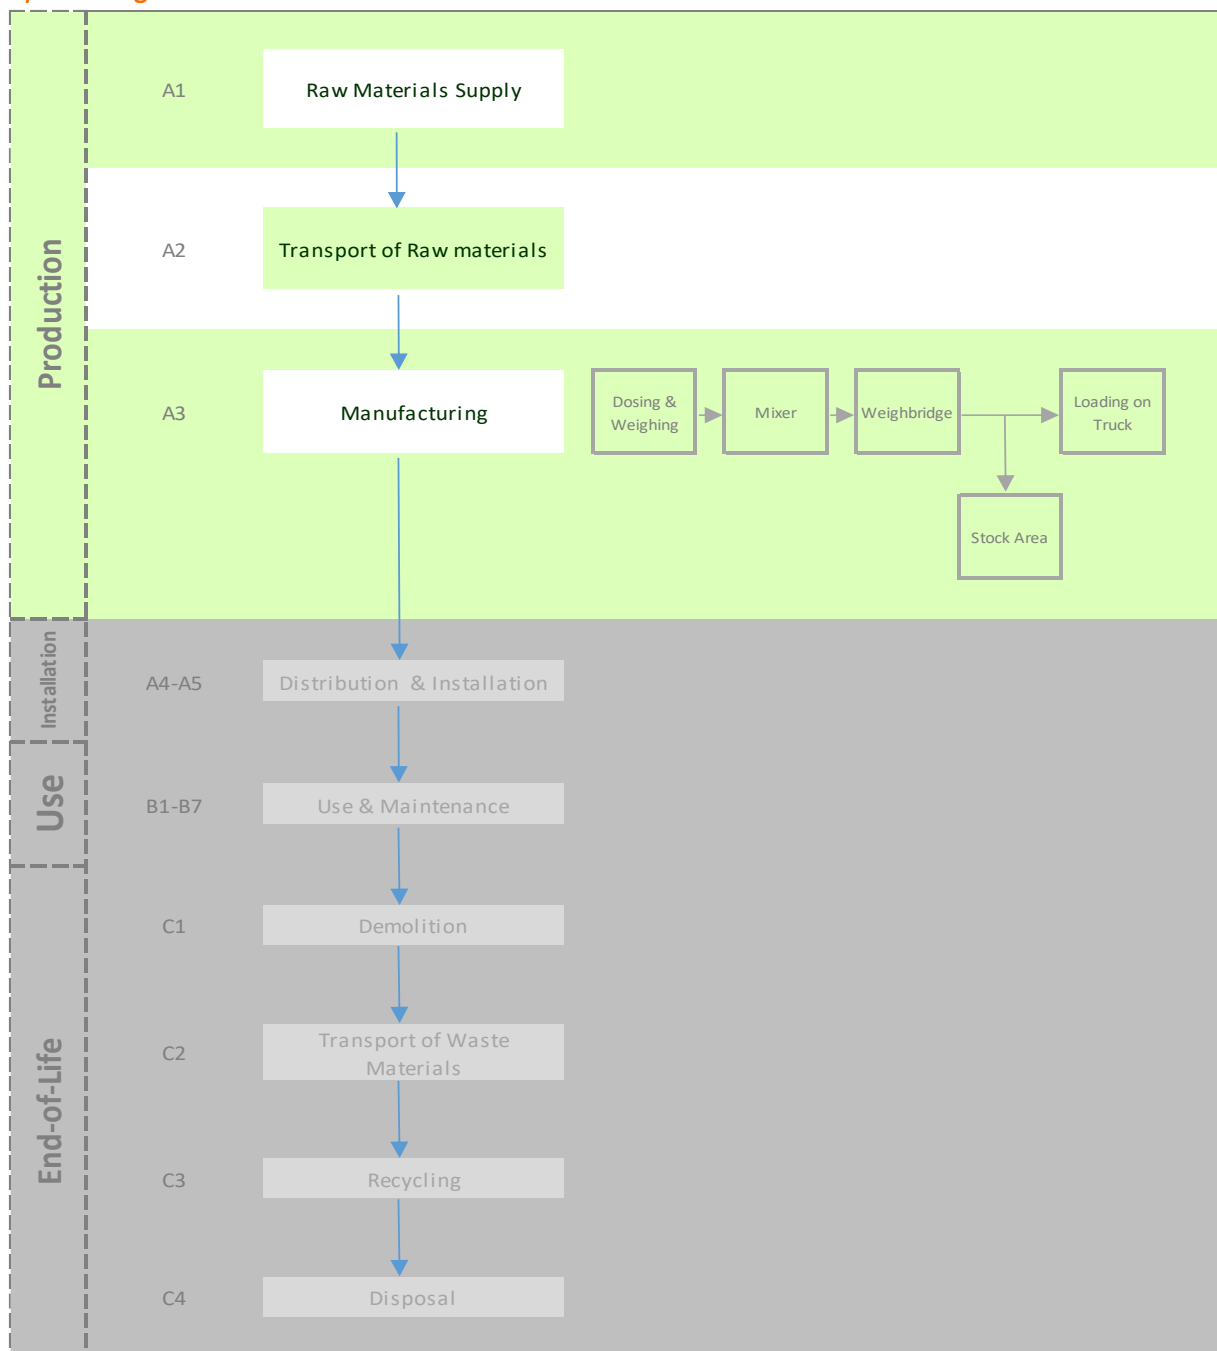 Production
A1
Raw Materials Supply
A2
Transport of Raw materials
A3
Manufacturing
Dosing &
Weighing
Mixer
Weighbridge
Loading on
Truck
Stock Area
Installation
A4-A5
Distribution & Installation
Use
B1-B7
Use & Maintenance
End-of-Life
C1
Demolition
C2
Transport of Waste
Materials
C3
Recycling
C4
Disposal